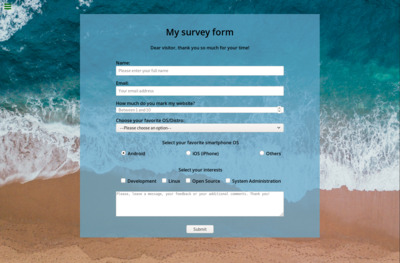 My survey form
Dear visitor, thank you so much for your time!
Name:
Please enter your full name
Email:
Your email address
How much do you mark my website?
Between 1 and 10
Choose your favorite OS/Distro:
--Please choose an option--
Select your favorite smartphone OS
Android iOS (iPhone) Others
Select your interests
Development Linux Open Source System Administration
Please, leave a message, your feedback or your additional comments. Thank you!
Submit